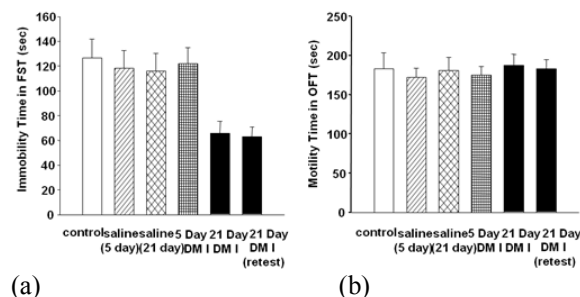 160
140
120
100
80
60
40
20
0
Immobility Time in FST (sec)
control saline saline 5 Day 21 Day 21 Day
(5 day) (21 day) DM I DM I DM I
(retest)
(a)
250
200
150
100
50
0
Motility Time in OFT (sec)
control saline saline 5 Day 21 Day 21 Day
(5 day) (21 day) DM I DM I DM I
(retest)
(b)